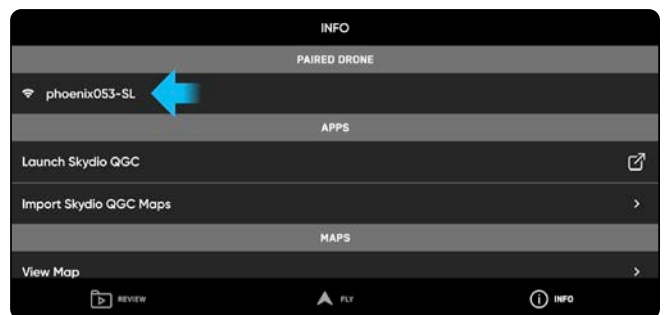 INFO
PAIRED DRONE
phoenix053-SL
APPS
Launch Skydio QGC
Import Skydio QGC Maps
MAPS
View Map
REVIEW FLY INFO